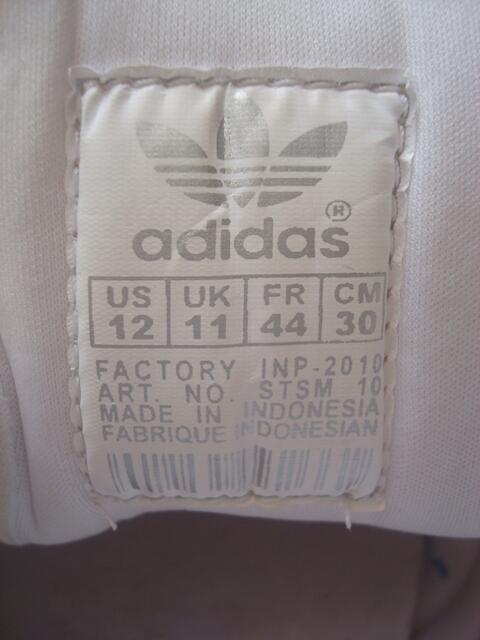 adidas®
US UK FR CM
12 11 44 30
FACTORY INP-2010
ART. NO. STSM 10
MADE IN INDONESIA
FABRIQUE INDONESIAN